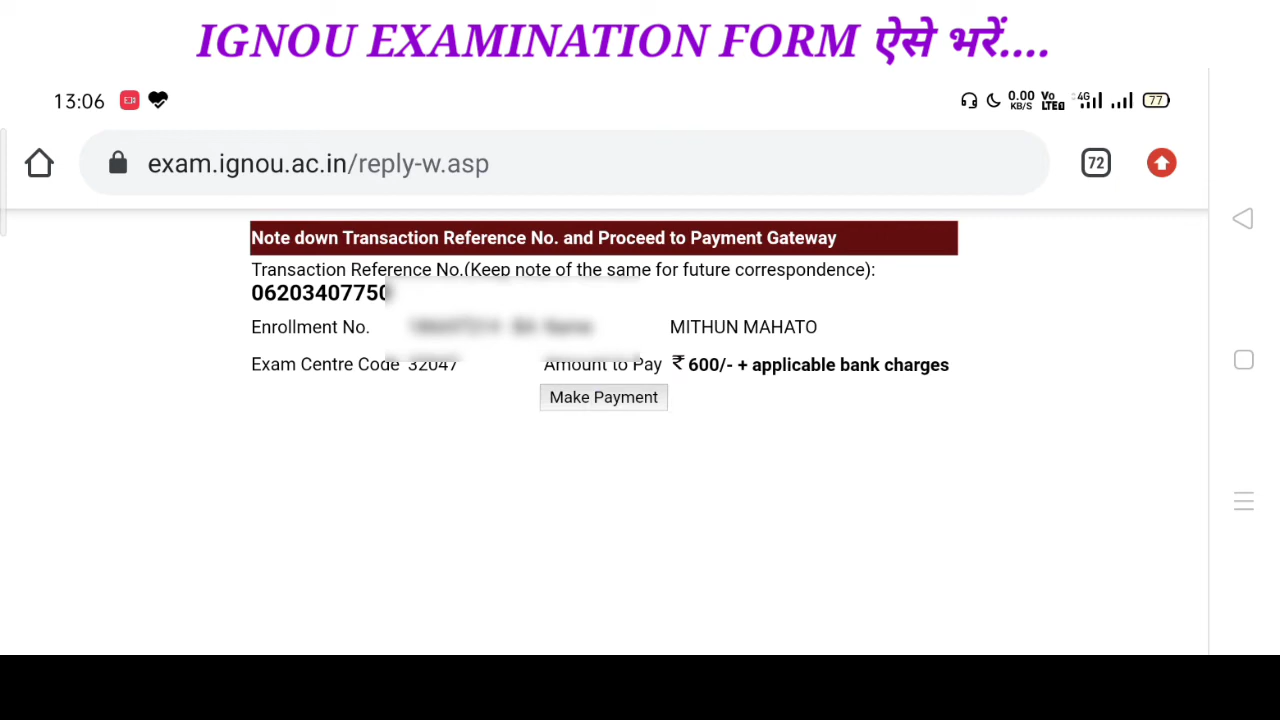 IGNOU EXAMINATION FORM ऐसे भरें....
13:06 0.00 KB/S Vo LTE 4G 77
exam.ignou.ac.in/reply-w.asp 72
Note down Transaction Reference No. and Proceed to Payment Gateway
Transaction Reference No.(Keep note of the same for future correspondence):
06203407750
Enrollment No. MITHUN MAHATO
Exam Centre Code 32047 Amount to Pay ₹ 600/- + applicable bank charges
Make Payment